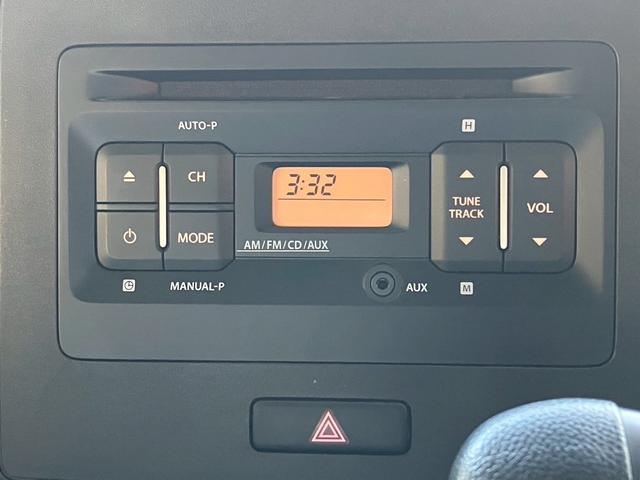 AUTO-P
H
CH
3:32
TUNE
TRACK
VOL
MODE
AM/FM/CD/AUX
MANUAL-P
AUX
M